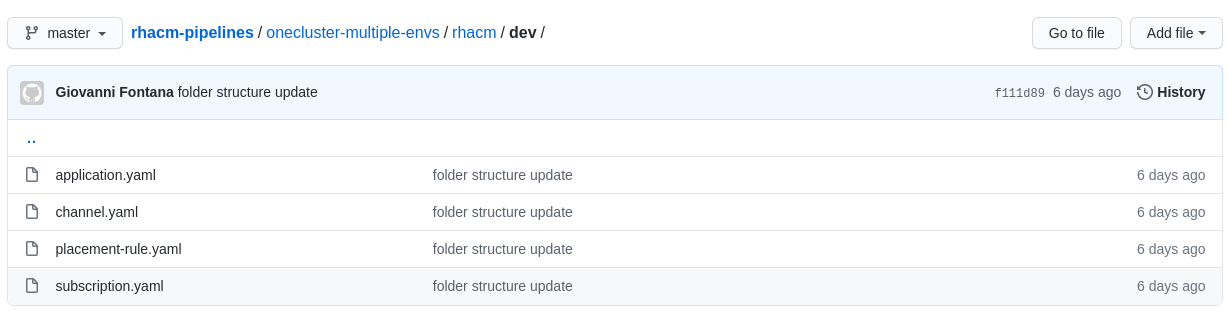 master rhacm-pipelines / onecluster-multiple-envs / rhacm / dev / Go to file Add file
Giovanni Fontana folder structure update f111d89 6 days ago History
..
application.yaml folder structure update 6 days ago
channel.yaml folder structure update 6 days ago
placement-rule.yaml folder structure update 6 days ago
subscription.yaml folder structure update 6 days ago